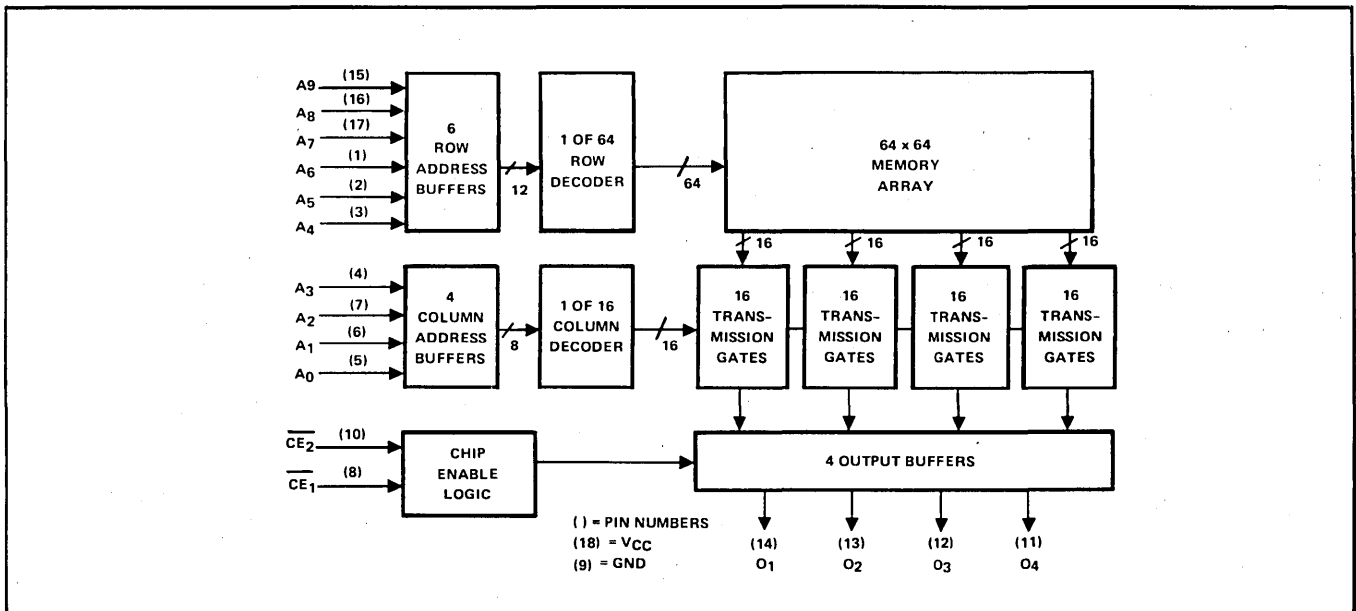 A9 (15)
A8 (16)
A7 (17)
A6 (1)
A5 (2)
A4 (3)
6
ROW
ADDRESS
BUFFERS
12
1 OF 64
ROW
DECODER
64
64 x 64
MEMORY
ARRAY
16 16 16 16
A3 (4)
A2 (7)
A1 (6)
A0 (5)
4
COLUMN
ADDRESS
BUFFERS
8
1 OF 16
COLUMN
DECODER
16
16
TRANS-
MISSION
GATES
16
TRANS-
MISSION
GATES
16
TRANS-
MISSION
GATES
16
TRANS-
MISSION
GATES
CE2 (10)
CE1 (8)
CHIP
ENABLE
LOGIC
4 OUTPUT BUFFERS
( ) = PIN NUMBERS
(18) = VCC
(9) = GND
(14) (13) (12) (11)
O1 O2 O3 O4